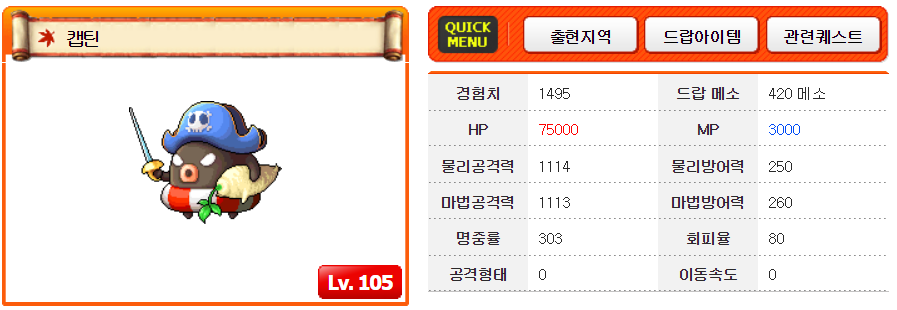 캡틴
Lv. 105
QUICK
MENU
출현지역
드랍아이템
관련퀘스트
경험치 1495 드랍 메소 420 메소
HP 75000 MP 3000
물리공격력 1114 물리방어력 250
마법공격력 1113 마법방어력 260
명중률 303 회피율 80
공격형태 0 이동속도 0